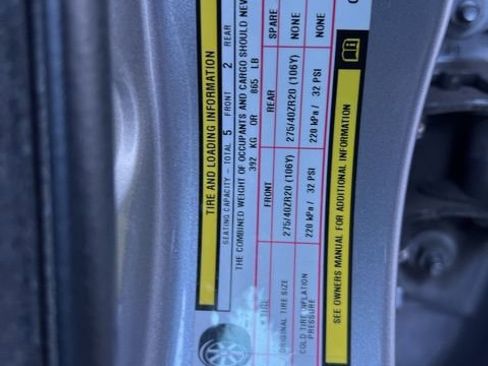 TIRE AND LOADING INFORMATION
SEATING CAPACITY - TOTAL 5 FRONT 2 REAR
THE COMBINED WEIGHT OF OCCUPANTS AND CARGO SHOULD NEV
392 KG OR 865 LB
TIRE FRONT REAR SPARE
ORIGINAL TIRE SIZE 275/40ZR20 (106Y) 275/40ZR20 (106Y) NONE
COLD TIRE INFLATION PRESSURE 220 kPa / 32 PSI 220 kPa / 32 PSI NONE
SEE OWNERS MANUAL FOR ADDITIONAL INFORMATION